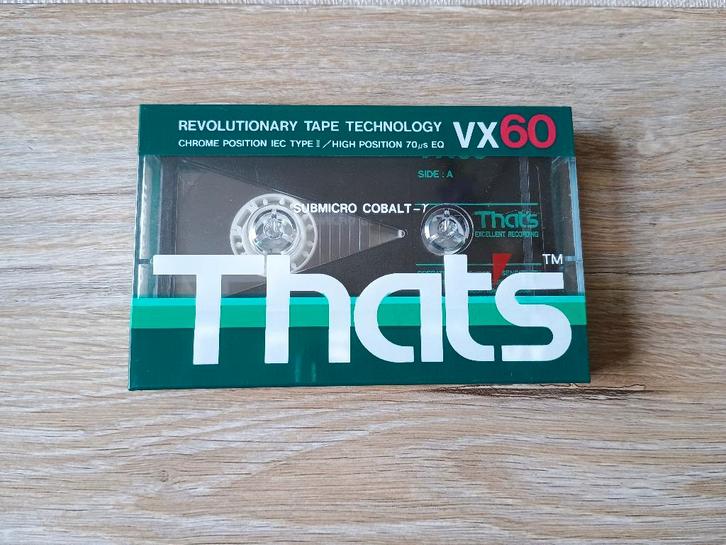 REVOLUTIONARY TAPE TECHNOLOGY VX60
CHROME POSITION IEC TYPE II/HIGH POSITION 70μs EQ
SIDE : A
SUBMICRO COBALT-
That's
EXCELLENT RECORDING
That's™